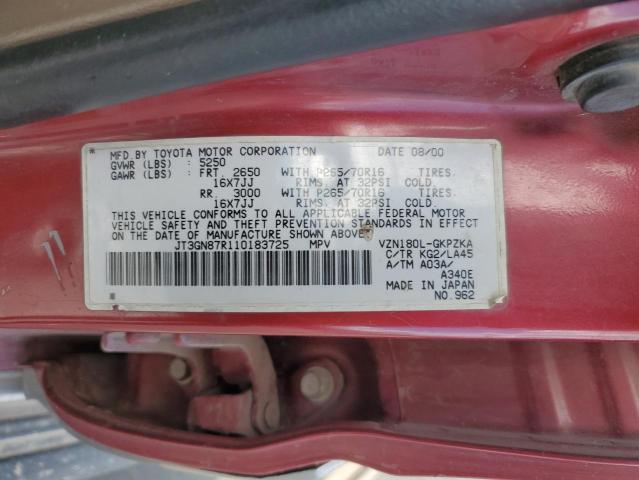 MFD.BY TOYOTA MOTOR CORPORATION DATE 08/00
GVWR (LBS) : 5250
GAWR (LBS) : FRT. 2650 WITH P265/70R16 TIRES.
16X7JJ RIMS. AT 32PSI COLD.
RR 3000 WITH P265/70R16 TIRES.
16X7JJ RIMS. AT 32PSI COLD.
THIS VEHICLE CONFORMS TO ALL APPLICABLE FEDERAL MOTOR
VEHICLE SAFETY AND THEFT PREVENTION STANDARDS IN EFFECT
ON THE DATE OF MANUFACTURE SHOWN ABOVE.
JT3GN87R110183725 MPV VZN180L-GKPZKA
C/TR KG2/LA45
A/TM A03A/
A340E
MADE IN JAPAN
NO.962